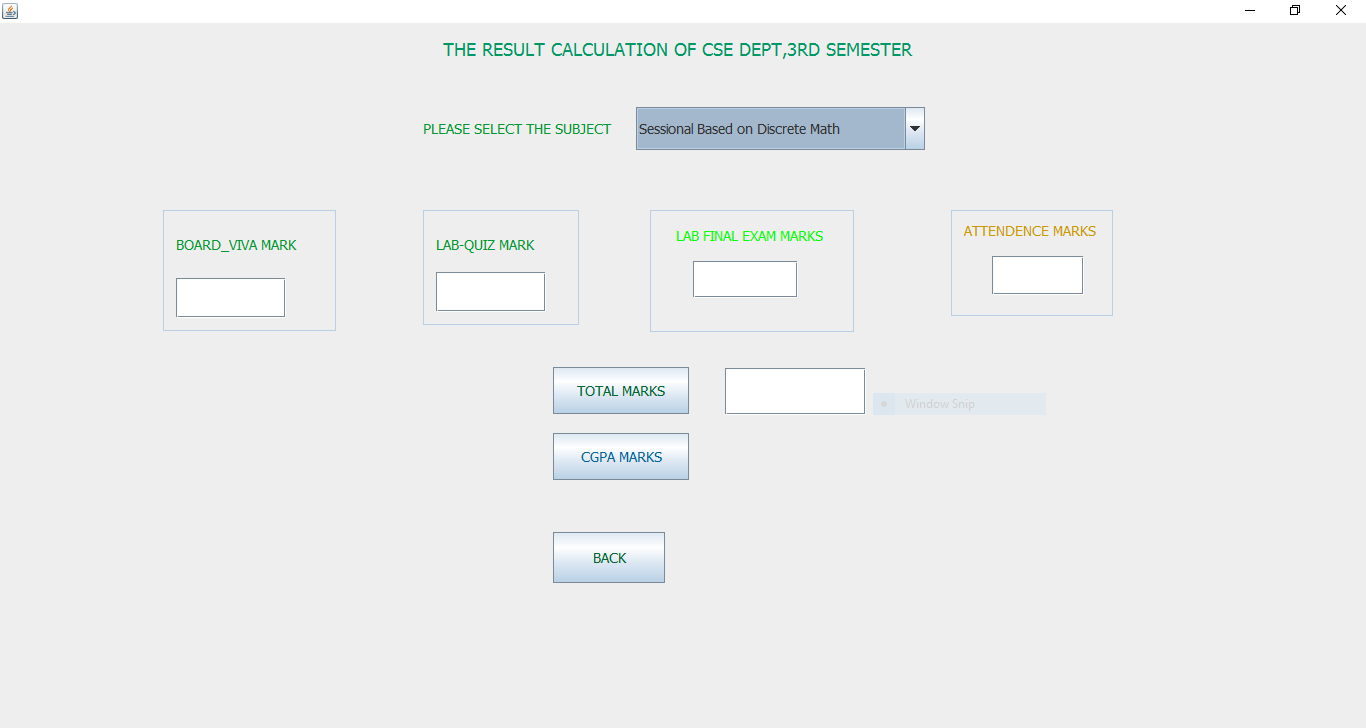 THE RESULT CALCULATION OF CSE DEPT,3RD SEMESTER
PLEASE SELECT THE SUBJECT
Sessional Based on Discrete Math
BOARD_VIVA MARK
LAB-QUIZ MARK
LAB FINAL EXAM MARKS
ATTENDENCE MARKS
TOTAL MARKS
Window Snip
CGPA MARKS
BACK